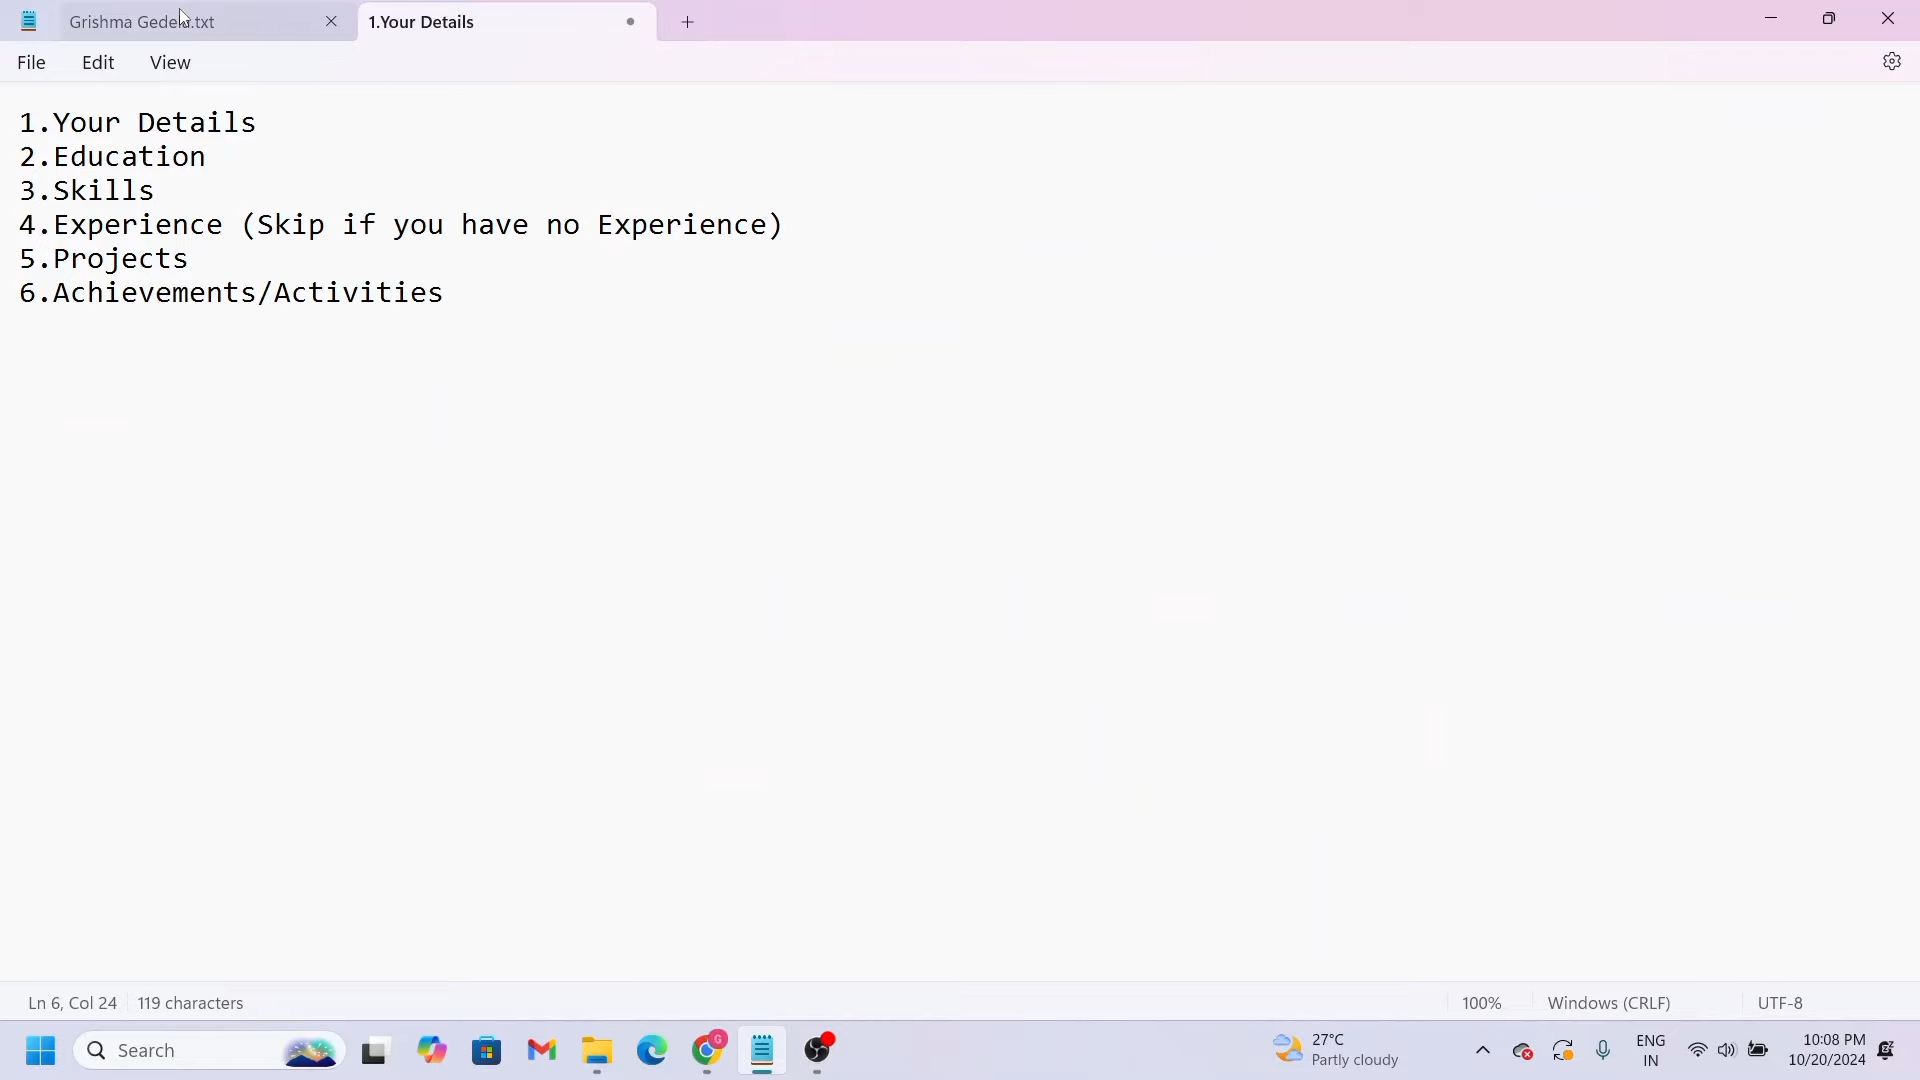 Grishma Gedela.txt
1.Your Details
File Edit View
1.Your Details
2.Education
3.Skills
4.Experience (Skip if you have no Experience)
5.Projects
6.Achievements/Activities
Ln 6, Col 24 119 characters 100% Windows (CRLF) UTF-8
Search
G
27°C
Partly cloudy
ENG
IN
10:08 PM
10/20/2024